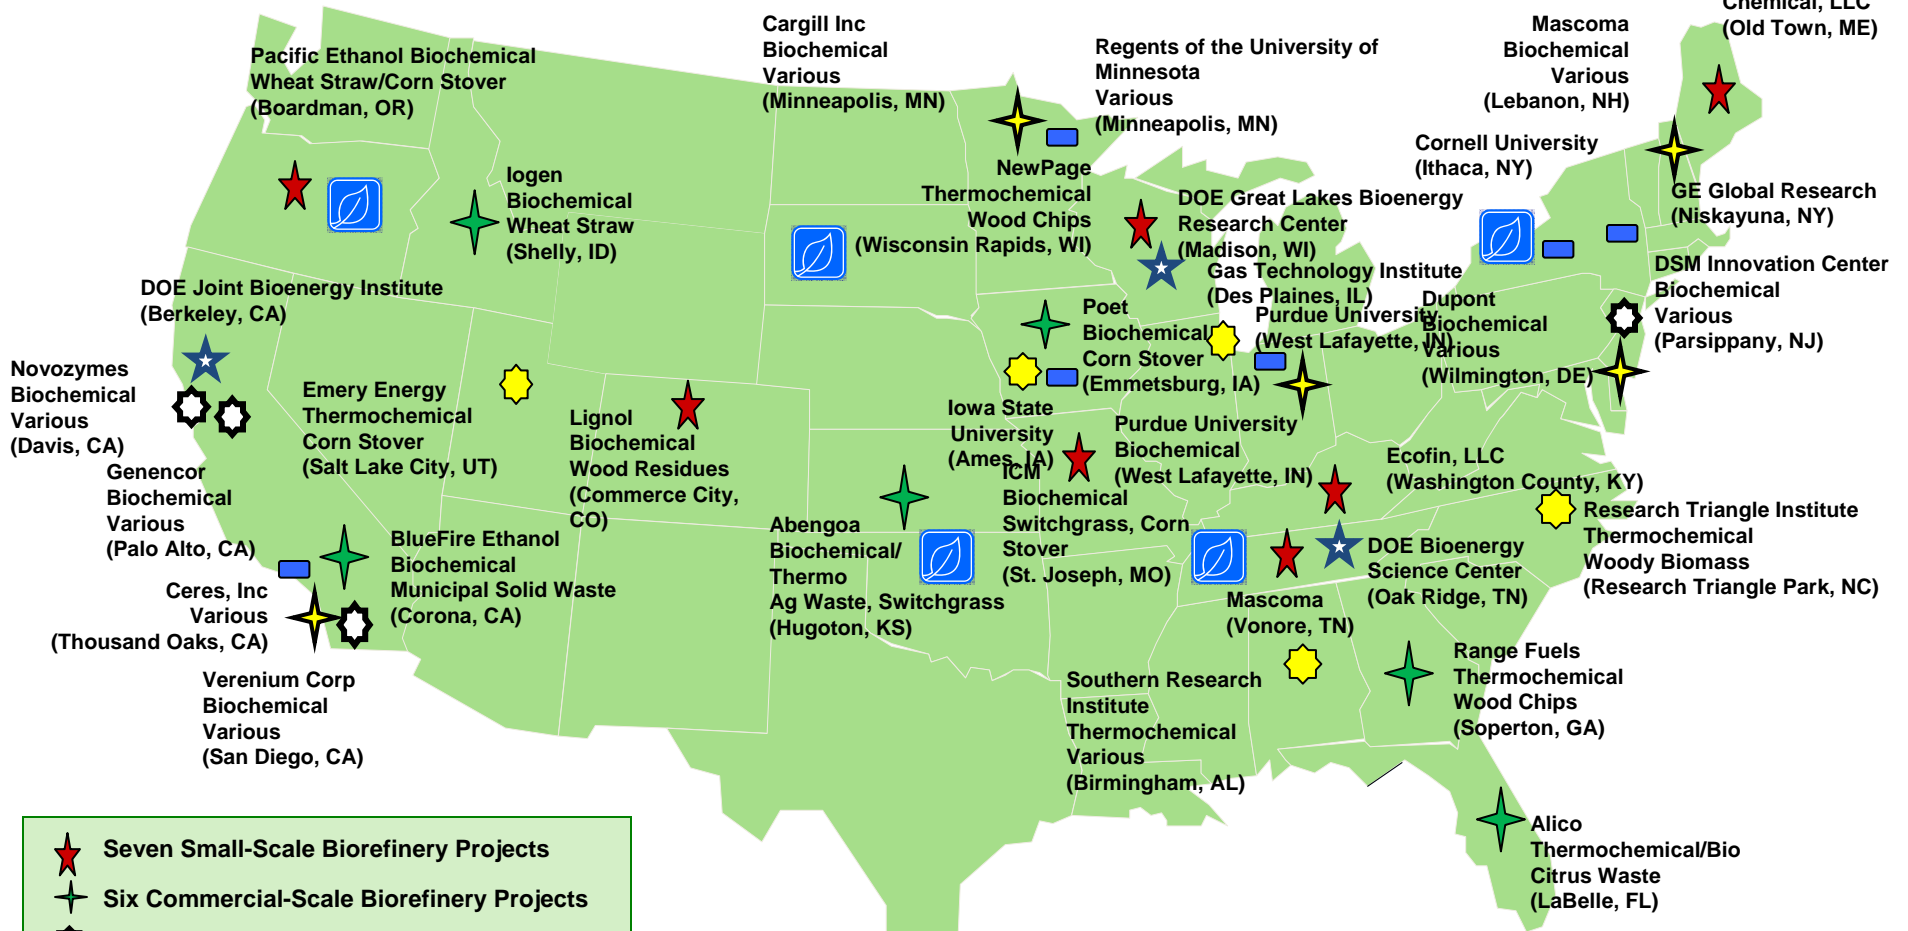 Chemical, LLC
(Old Town, ME)
Cargill Inc
Biochemical
Various
(Minneapolis, MN)
Mascoma
Biochemical
Various
(Lebanon, NH)
Regents of the University of
Minnesota
Various
(Minneapolis, MN)
Pacific Ethanol Biochemical
Wheat Straw/Corn Stover
(Boardman, OR)
Cornell University
(Ithaca, NY)
Iogen
Biochemical
Wheat Straw
(Shelly, ID)
NewPage
Thermochemical
Wood Chips
(Wisconsin Rapids, WI)
DOE Great Lakes Bioenergy
Research Center
(Madison, WI)
GE Global Research
(Niskayuna, NY)
Gas Technology Institute
(Des Plaines, IL)
DSM Innovation Center
Biochemical
Various
(Parsippany, NJ)
DOE Joint Bioenergy Institute
(Berkeley, CA)
Poet
Biochemical
Corn Stover
(Emmetsburg, IA)
Purdue University
(West Lafayette, IN)
Dupont
Biochemical
Various
(Wilmington, DE)
Novozymes
Biochemical
Various
(Davis, CA)
Emery Energy
Thermochemical
Corn Stover
(Salt Lake City, UT)
Lignol
Biochemical
Wood Residues
(Commerce City,
CO)
Iowa State
University
(Ames, IA)
Purdue University
Biochemical
(West Lafayette, IN)
Ecofin, LLC
(Washington County, KY)
Genencor
Biochemical
Various
(Palo Alto, CA)
ICM
Biochemical
Switchgrass, Corn
Stover
(St. Joseph, MO)
Research Triangle Institute
Thermochemical
Woody Biomass
(Research Triangle Park, NC)
BlueFire Ethanol
Biochemical
Municipal Solid Waste
(Corona, CA)
Abengoa
Biochemical/
Thermo
Ag Waste, Switchgrass
(Hugoton, KS)
DOE Bioenergy
Science Center
(Oak Ridge, TN)
Ceres, Inc
Various
(Thousand Oaks, CA)
Mascoma
(Vonore, TN)
Verenium Corp
Biochemical
Various
(San Diego, CA)
Southern Research
Institute
Thermochemical
Various
(Birmingham, AL)
Range Fuels
Thermochemical
Wood Chips
(Soperton, GA)
Alico
Thermochemical/Bio
Citrus Waste
(LaBelle, FL)
Seven Small-Scale Biorefinery Projects
Six Commercial-Scale Biorefinery Projects